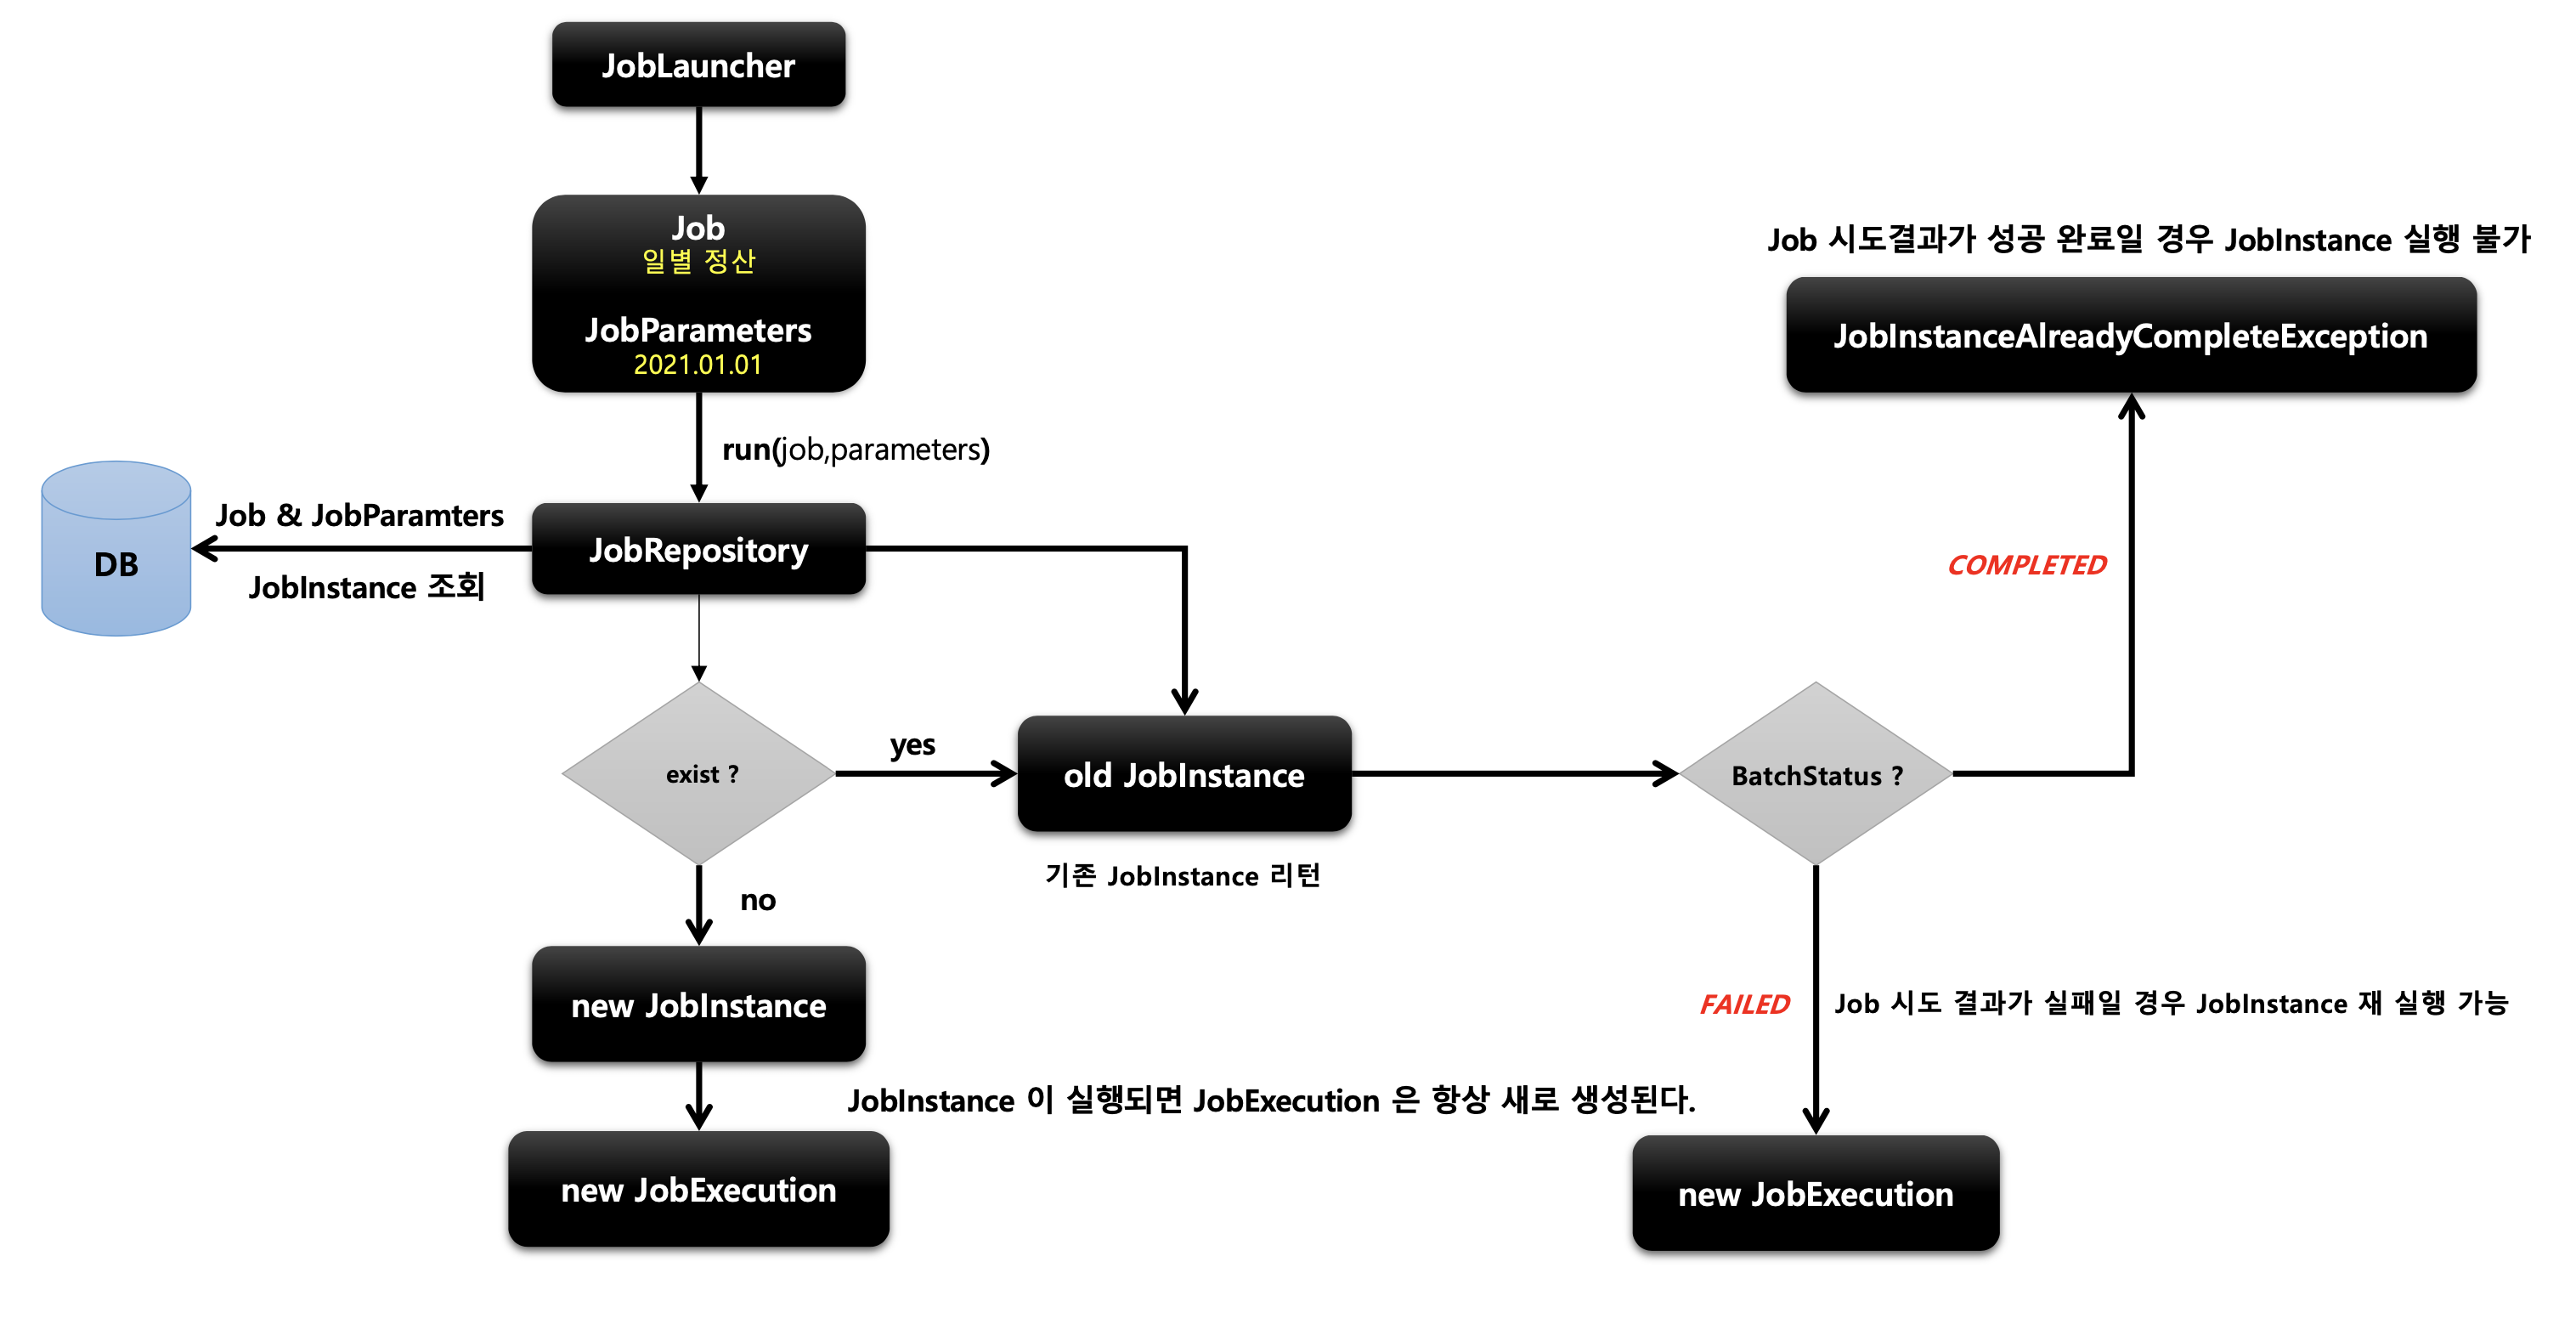 JobLauncher
Job
일별 정산
JobParameters
2021.01.01
run(job,parameters)
Job & JobParamters
JobInstance 조회
DB
JobRepository
exist ?
yes
no
old JobInstance
기존 JobInstance 리턴
new JobInstance
new JobExecution
JobInstance 이 실행되면 JobExecution 은 항상 새로 생성된다.
BatchStatus ?
COMPLETED
Job 시도결과가 성공 완료일 경우 JobInstance 실행 불가
JobInstanceAlreadyCompleteException
FAILED
Job 시도 결과가 실패일 경우 JobInstance 재 실행 가능
new JobExecution